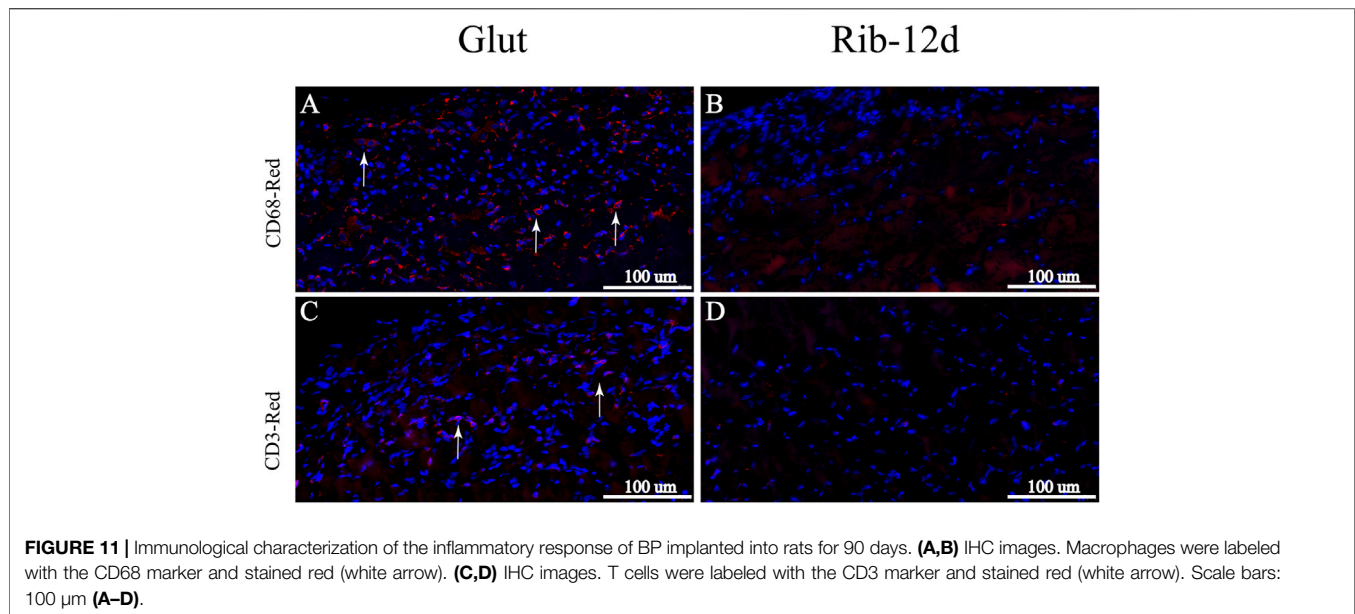 Glut
Rib-12d
CD68-Red
A
100 um
B
100 um
CD3-Red
C
100 um
D
100 um
FIGURE 11 | Immunological characterization of the inflammatory response of BP implanted into rats for 90 days. (A,B) IHC images. Macrophages were labeled
with the CD68 marker and stained red (white arrow). (C,D) IHC images. T cells were labeled with the CD3 marker and stained red (white arrow). Scale bars:
100 µm (A–D).